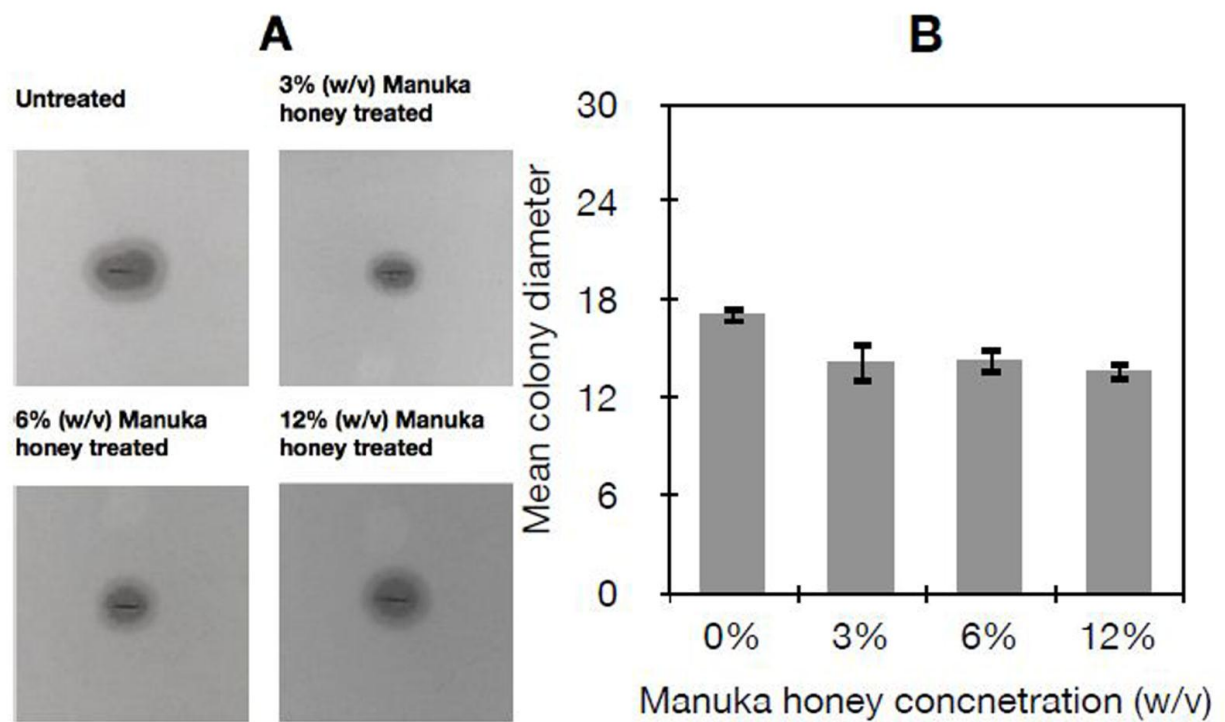 A
Untreated
3% (w/v) Manuka
honey treated
6% (w/v) Manuka
honey treated
12% (w/v) Manuka
honey treated
B
Mean colony diameter
30
24
18
12
6
0
0%
3%
6%
12%
Manuka honey concnetration (w/v)